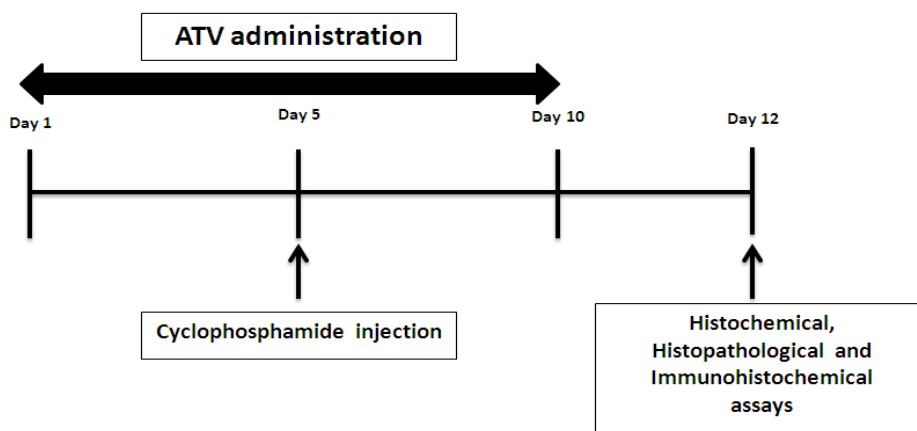 ATV administration
Day 1
Day 5
Day 10
Day 12
Cyclophosphamide injection
Histochemical,
Histopathological and
Immunohistochemical
assays